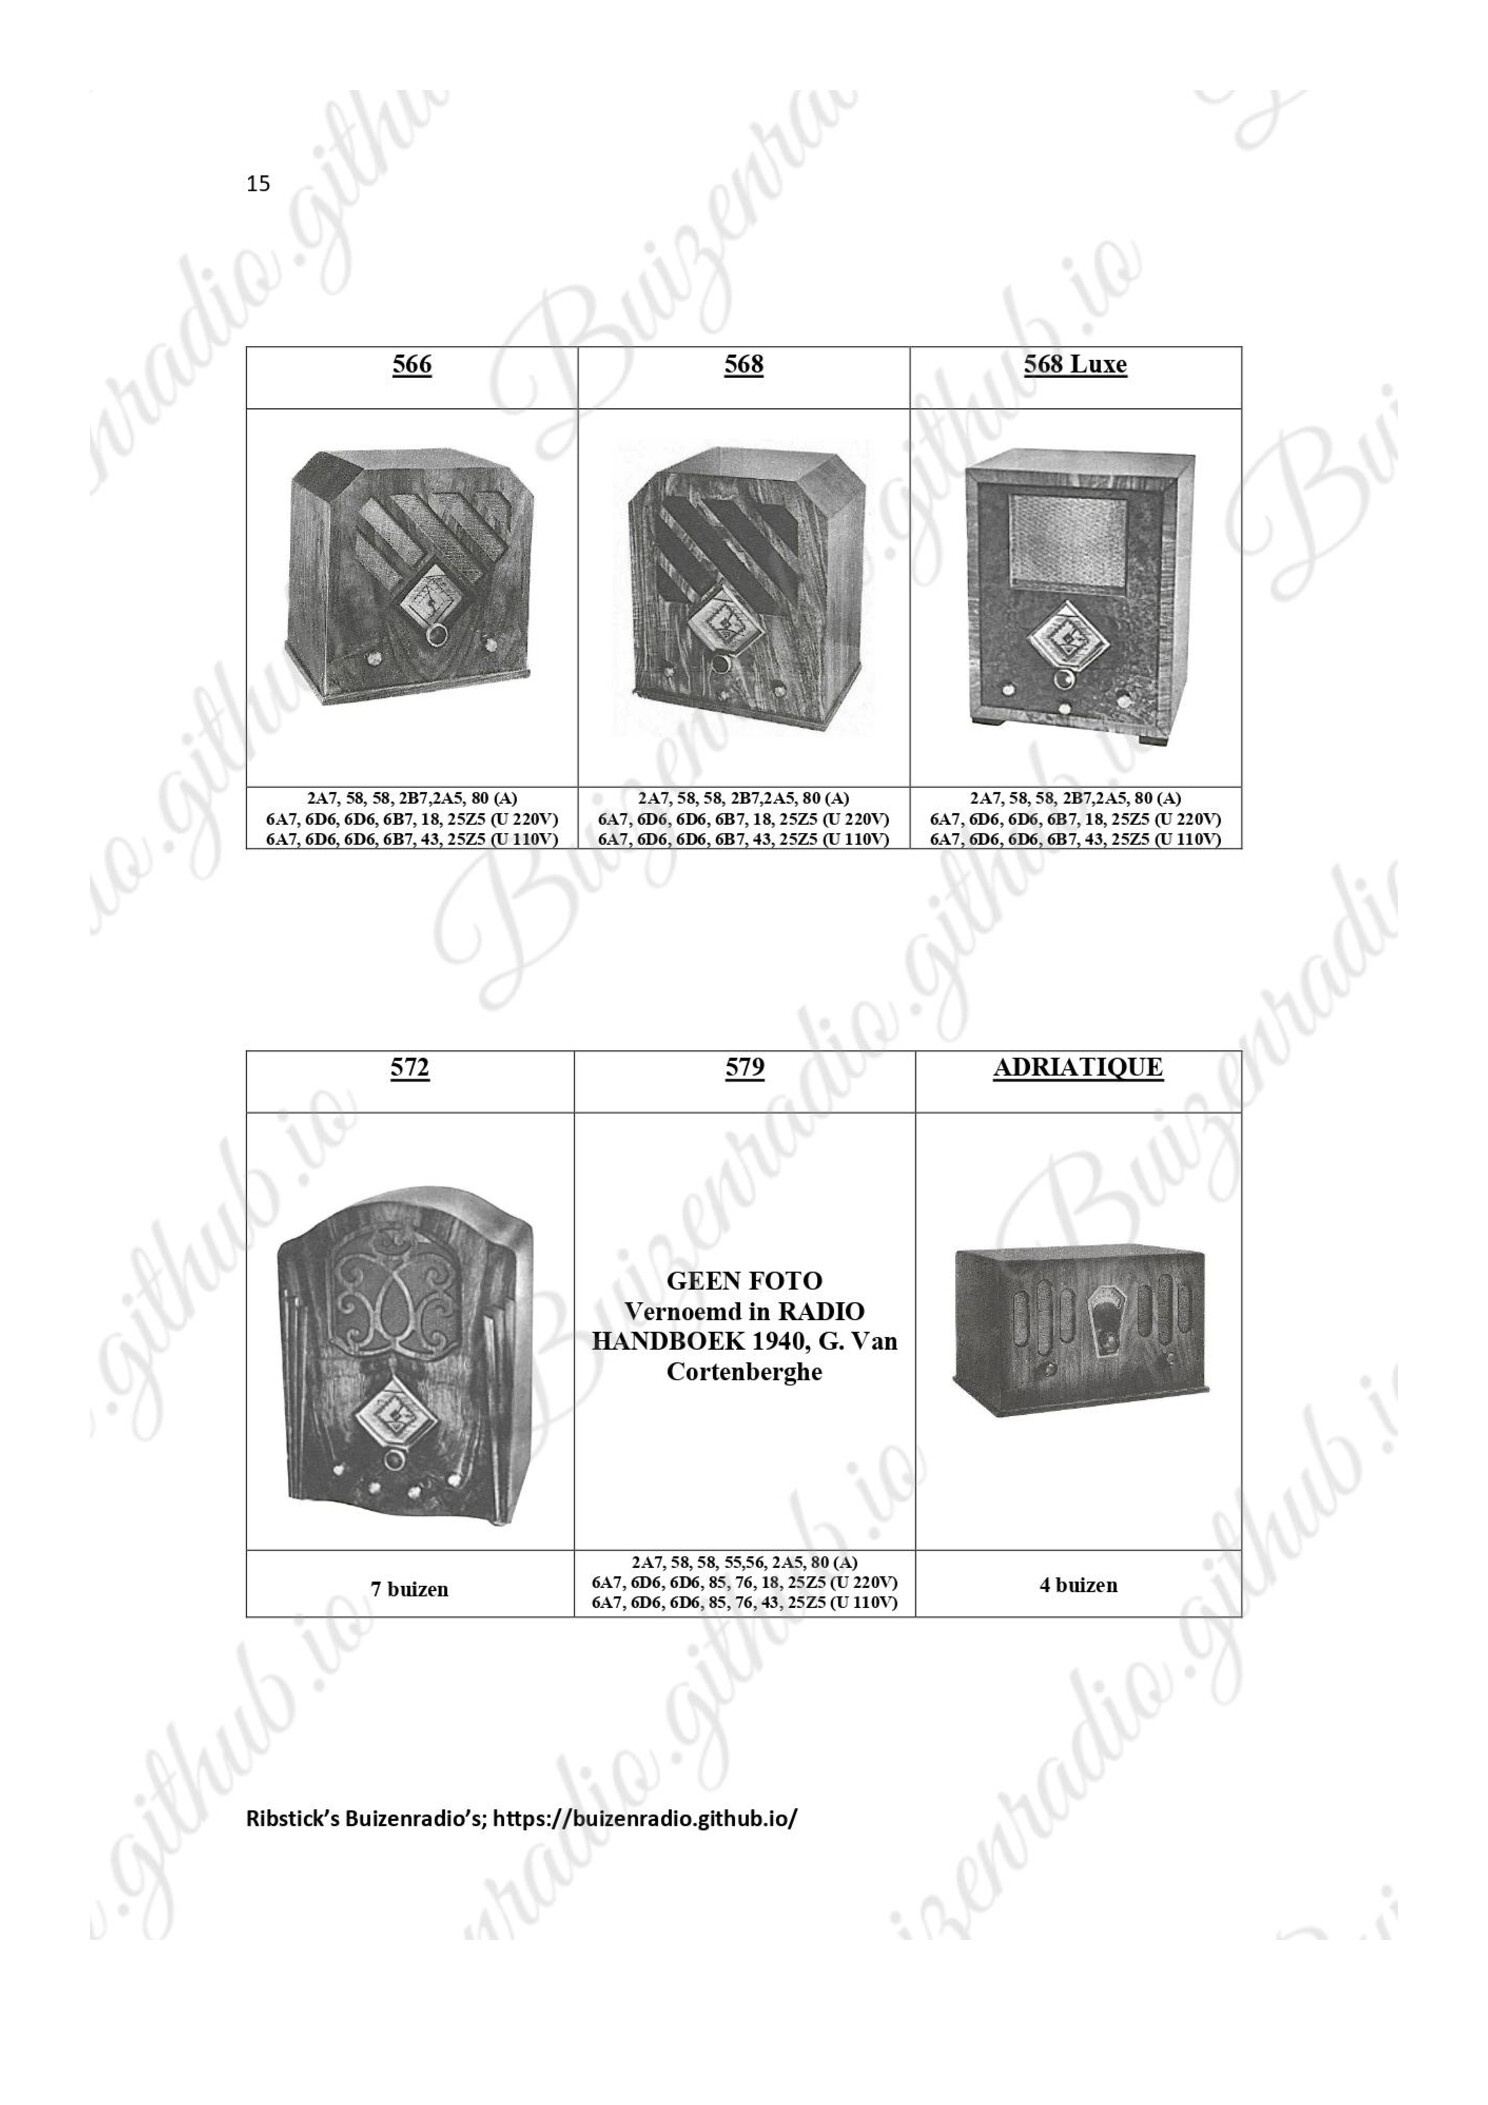 15
566
568
568 Luxe
2A7, 58, 58, 2B7,2A5, 80 (A)
6A7, 6D6, 6D6, 6B7, 18, 25Z5 (U 220V)
6A7, 6D6, 6D6, 6B7, 43, 25Z5 (U 110V)
2A7, 58, 58, 2B7,2A5, 80 (A)
6A7, 6D6, 6D6, 6B7, 18, 25Z5 (U 220V)
6A7, 6D6, 6D6, 6B7, 43, 25Z5 (U 110V)
2A7, 58, 58, 2B7,2A5, 80 (A)
6A7, 6D6, 6D6, 6B7, 18, 25Z5 (U 220V)
6A7, 6D6, 6D6, 6B7, 43, 25Z5 (U 110V)
572
579
ADRIATIQUE
GEEN FOTO
Vernoemd in RADIO
HANDBOEK 1940, G. Van
Cortenberghe
7 buizen
2A7, 58, 58, 55,56, 2A5, 80 (A)
6A7, 6D6, 6D6, 85, 76, 18, 25Z5 (U 220V)
6A7, 6D6, 6D6, 85, 76, 43, 25Z5 (U 110V)
4 buizen
Ribstick’s Buizenradio’s; https://buizenradio.github.io/
Buizenradio.github.io